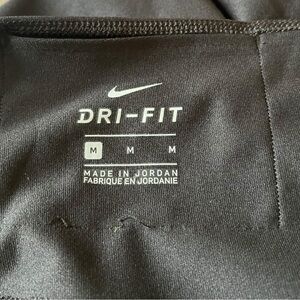 DRI-FIT
M M M
MADE IN JORDAN
FABRIQUE EN JORDANIE